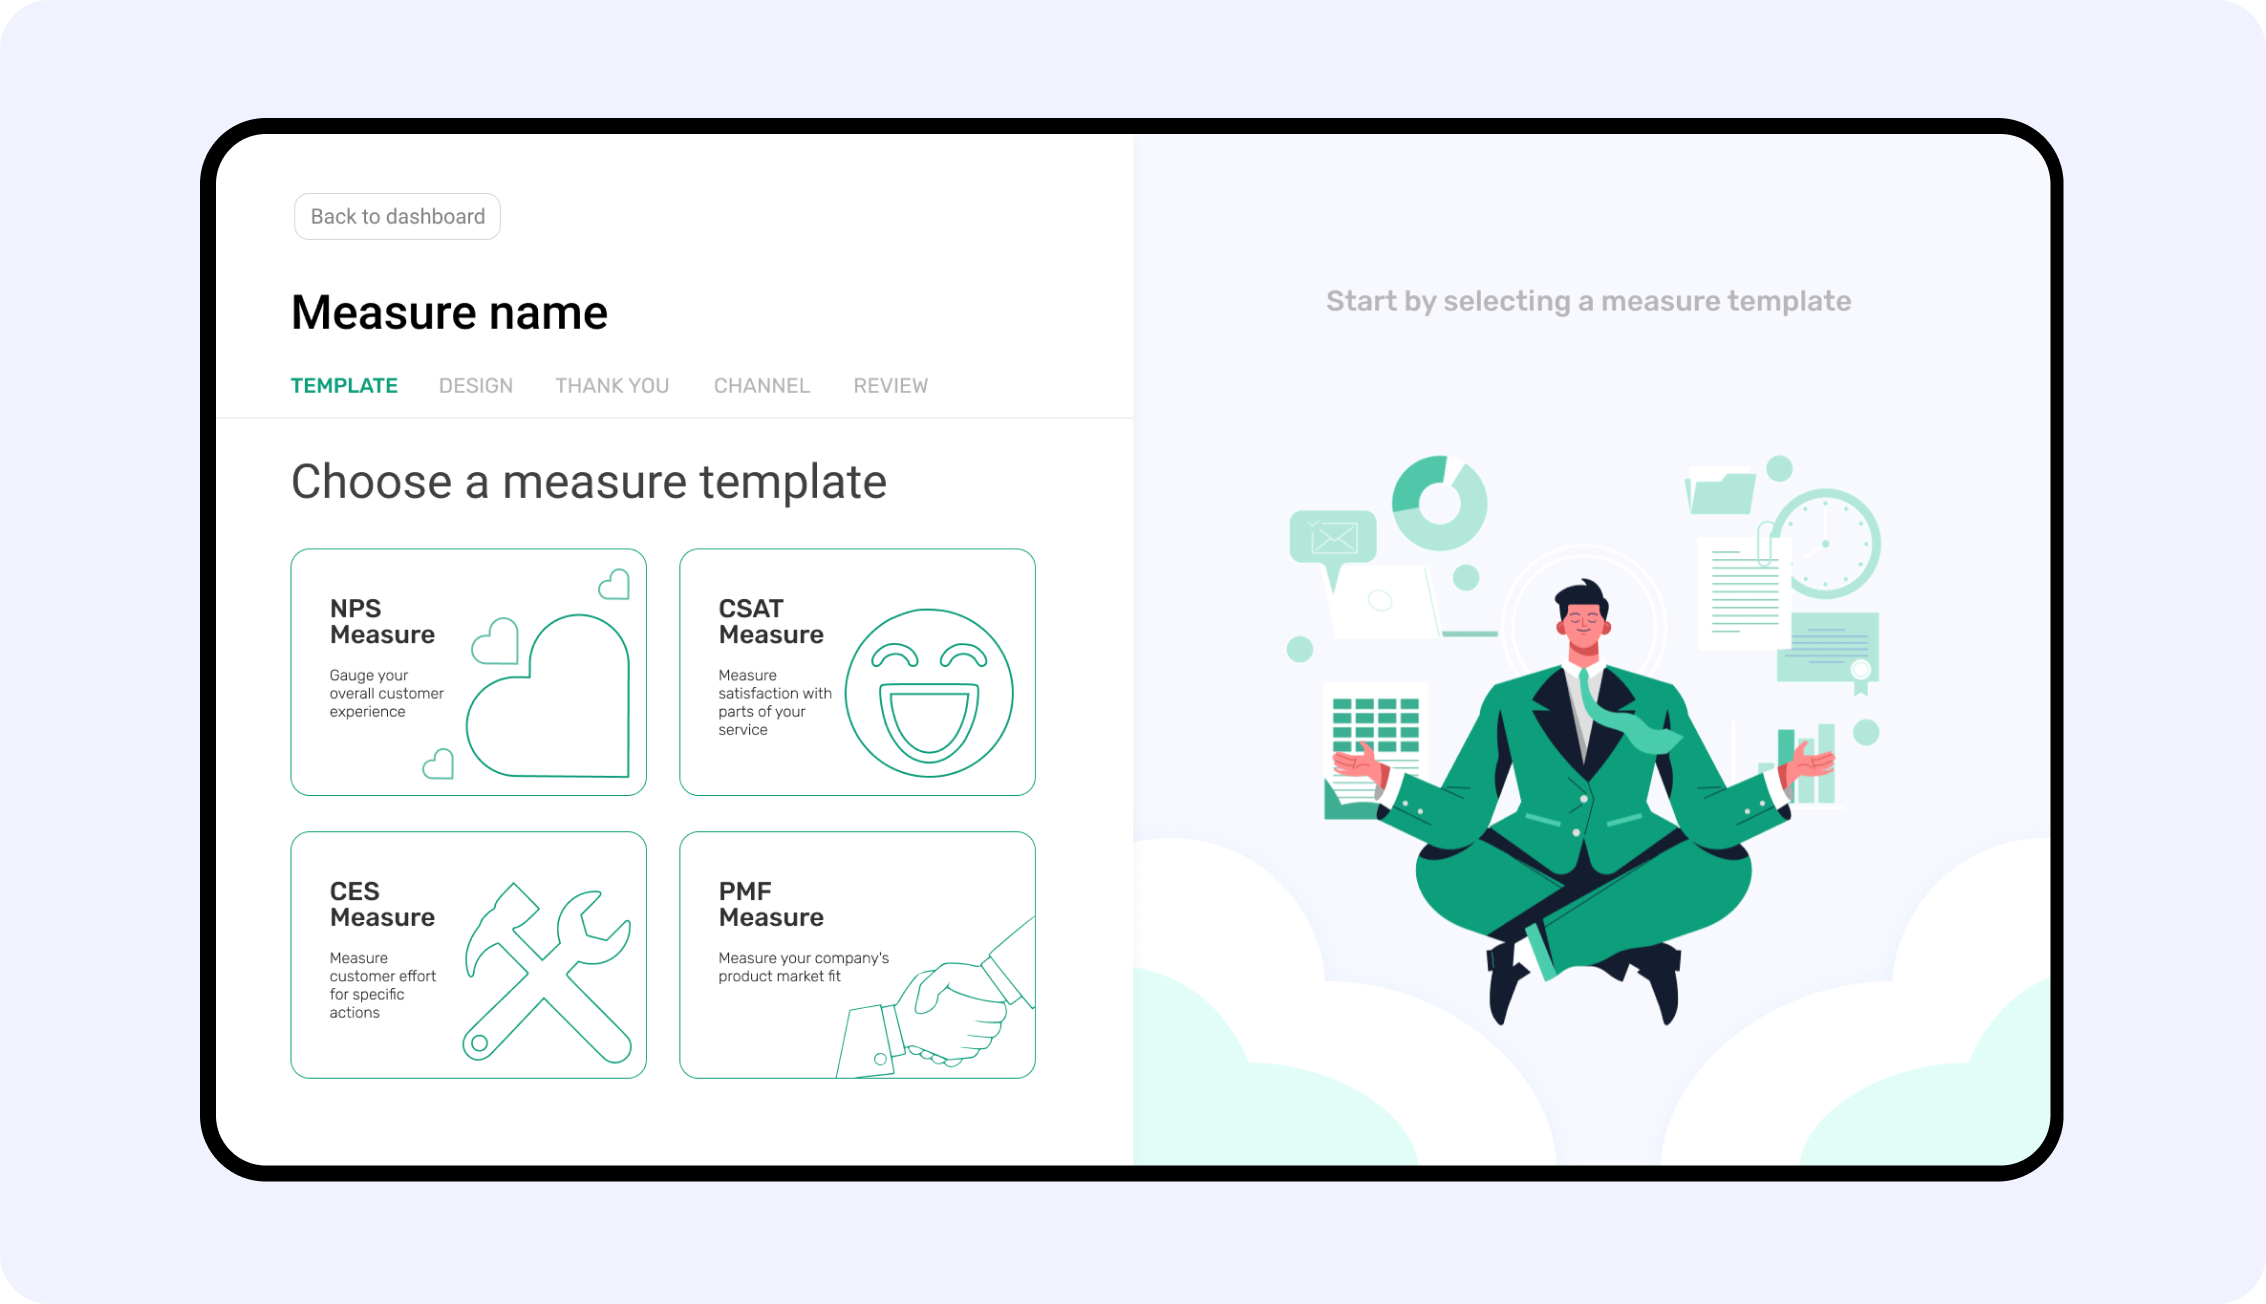 Back to dashboard
Measure name
TEMPLATE DESIGN THANK YOU CHANNEL REVIEW
Choose a measure template
NPS
Measure
Gauge your
overall customer
experience
CSAT
Measure
Measure
satisfaction with
parts of your
service
CES
Measure
Measure
customer effort
for specific
actions
PMF
Measure
Measure your company's
product market fit
Start by selecting a measure template